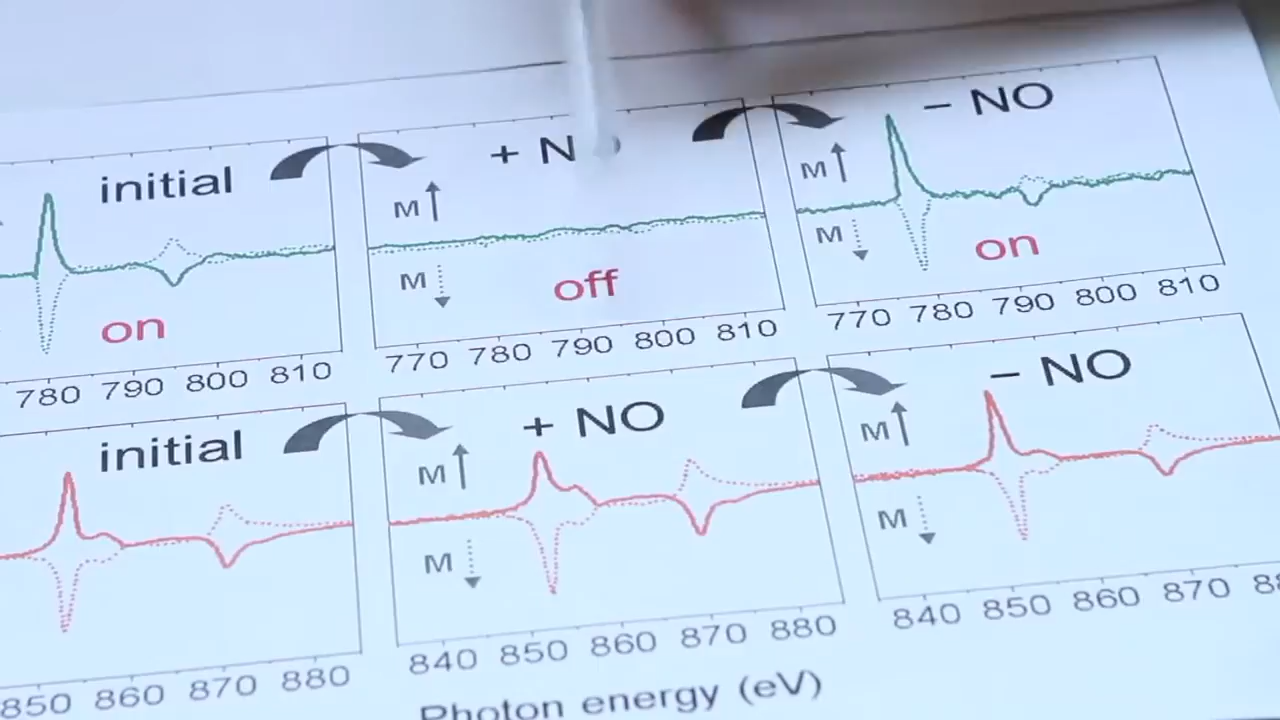 initial
+ N
– NO
M
M
M
M
on
off
on
780 790 800 810
770 780 790 800 810
770 780 790 800 810
initial
+ NO
– NO
M
M
M
M
850 860 870 880
840 850 860 870 880
840 850 860 870
Photon energy (eV)